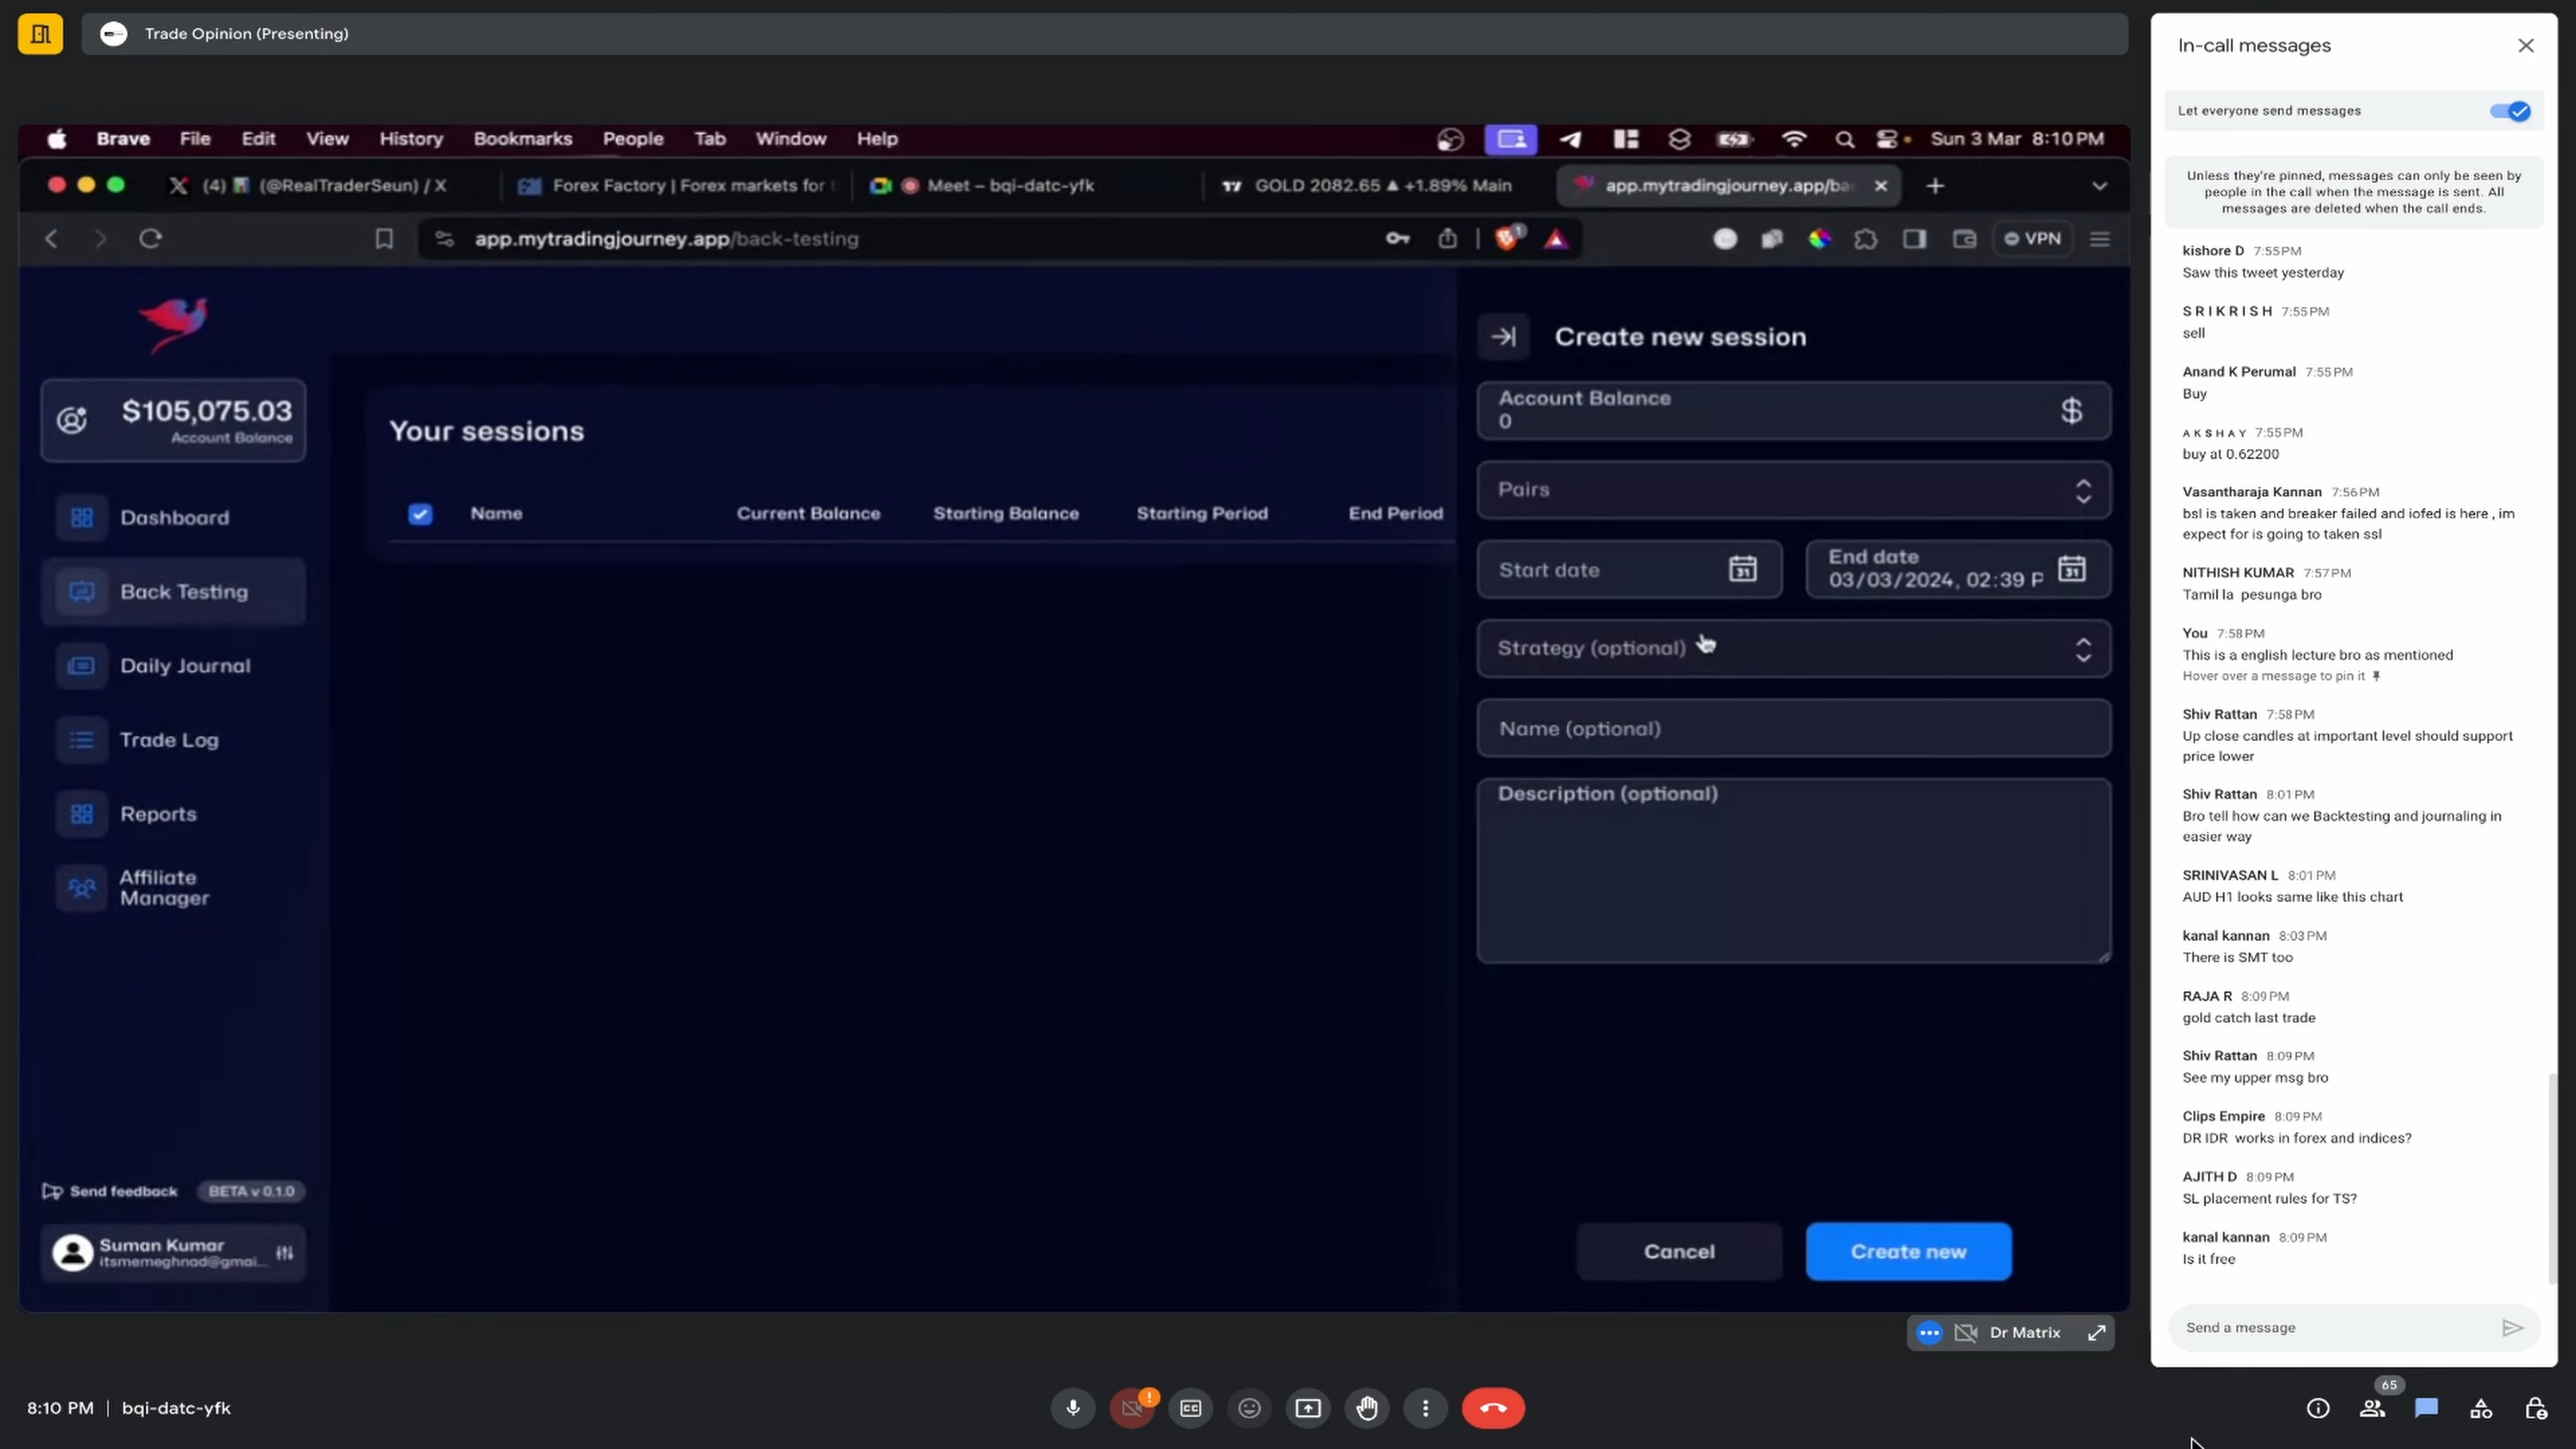 Trade Opinion (Presenting)
Brave File Edit View History Bookmarks People Tab Window Help
Sun 3 Mar 8:10 PM
(4) (@RealTraderSeun) / X
Forex Factory | Forex markets for t
Meet – bqi-datc-yfk
GOLD 2082.65 ▲ +1.89% Main
app.mytradingjourney.app/ba
app.mytradingjourney.app/back-testing
1
VPN
$105,075.03
Account Balance
Dashboard
Back Testing
Daily Journal
Trade Log
Reports
Affiliate
Manager
Send feedback
BETA v 0.1.0
Suman Kumar
itsmemeghnad@gmai...
Your sessions
Name Current Balance Starting Balance Starting Period End Period
Create new session
Account Balance
0
$
Pairs
Start date
31
End date
03/03/2024, 02:39 P
31
Strategy (optional)
Name (optional)
Description (optional)
Cancel
Create new
Dr Matrix
8:10 PM | bqi-datc-yfk
CC
65
In-call messages
Let everyone send messages
Unless they're pinned, messages can only be seen by
people in the call when the message is sent. All
messages are deleted when the call ends.
kishore D 7:55 PM
Saw this tweet yesterday
S R I K R I S H 7:55 PM
sell
Anand K Perumal 7:55 PM
Buy
A K S H A Y 7:55 PM
buy at 0.62200
Vasantharaja Kannan 7:56 PM
bsl is taken and breaker failed and iofed is here , im
expect for is going to taken ssl
NITHISH KUMAR 7:57 PM
Tamil la pesunga bro
You 7:58 PM
This is a english lecture bro as mentioned
Hover over a message to pin it
Shiv Rattan 7:58 PM
Up close candles at important level should support
price lower
Shiv Rattan 8:01 PM
Bro tell how can we Backtesting and journaling in
easier way
SRINIVASAN L 8:01 PM
AUD H1 looks same like this chart
kanal kannan 8:03 PM
There is SMT too
RAJA R 8:09 PM
gold catch last trade
Shiv Rattan 8:09 PM
See my upper msg bro
Clips Empire 8:09 PM
DR IDR works in forex and indices?
AJITH D 8:09 PM
SL placement rules for TS?
kanal kannan 8:09 PM
Is it free
Send a message